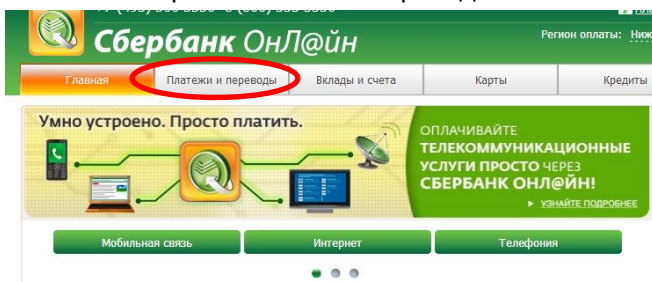 Сбербанк ОнЛ@йн
Регион оплаты:
Главная Платежи и переводы Вклады и счета Карты Кредиты
Умно устроено. Просто платить.
ОПЛАЧИВАЙТЕ
ТЕЛЕКОММУНИКАЦИОННЫЕ
УСЛУГИ ПРОСТО ЧЕРЕЗ
СБЕРБАНК ОНЛ@ЙН!
УЗНАЙТЕ ПОДРОБНЕЕ
Мобильная связь Интернет Телефония